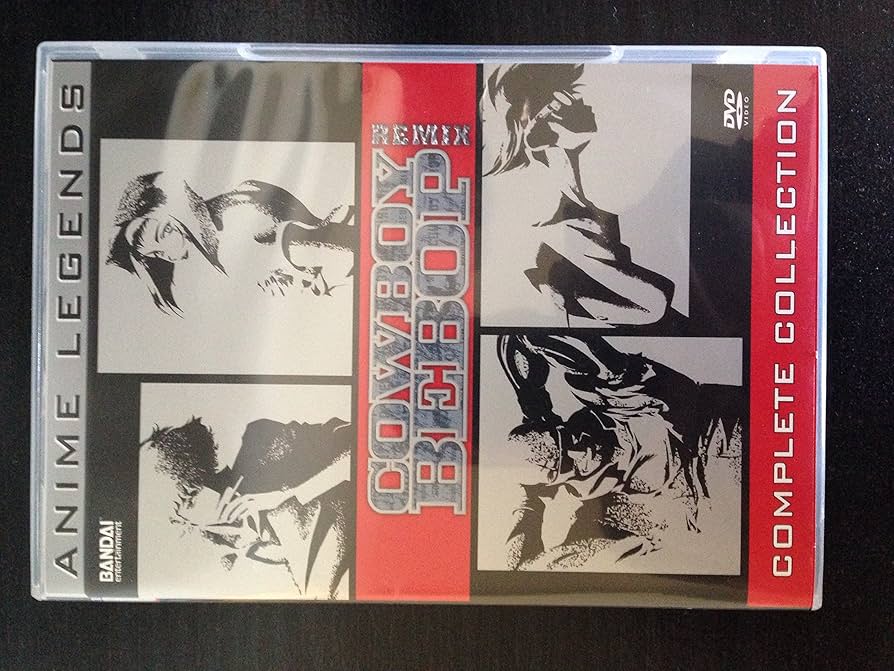 ANIME LEGENDS
BANDAI
entertainment
COWBOY
BEBOP
REMIX
DVD
VIDEO
COMPLETE COLLECTION